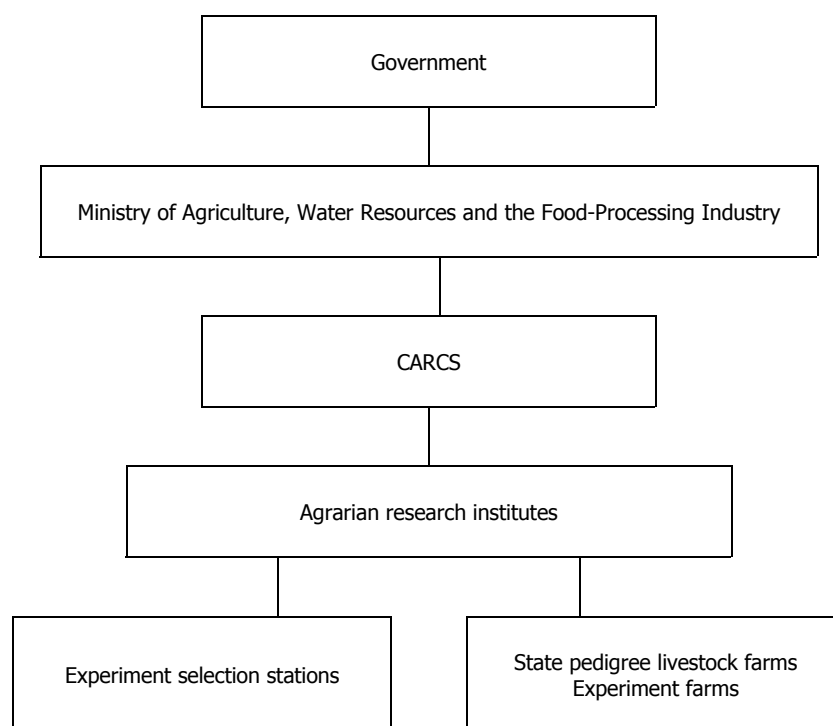 Government
Ministry of Agriculture, Water Resources and the Food-Processing Industry
CARCS
Agrarian research institutes
Experiment selection stations
State pedigree livestock farms
Experiment farms